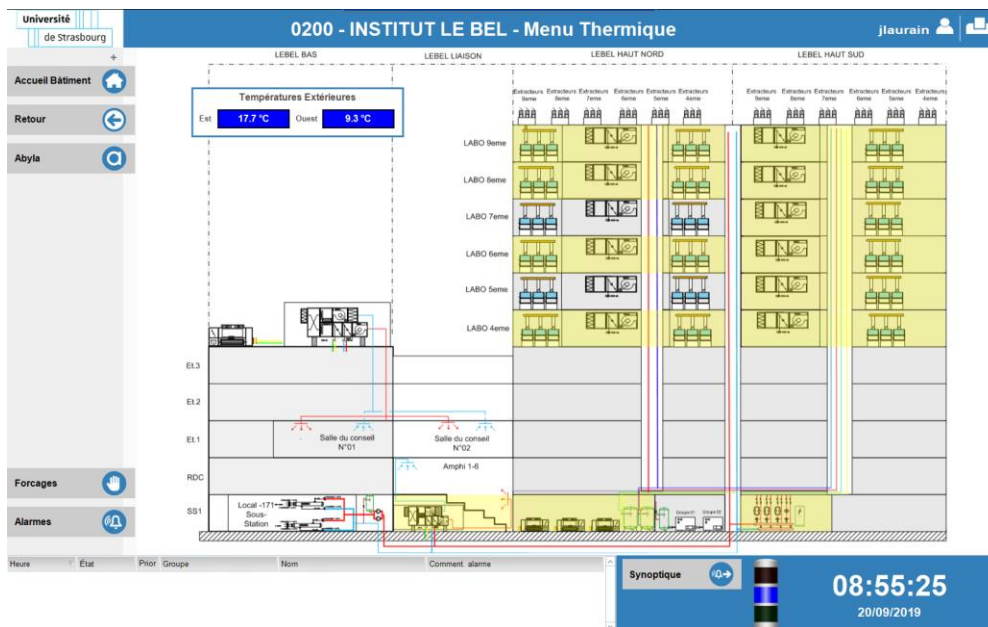 Université
de Strasbourg
0200 - INSTITUT LE BEL - Menu Thermique
jlaurain
+
Accueil Bâtiment
Retour
Abyla
Forcages
Alarmes
LEBEL BAS
LEBEL LIAISON
LEBEL HAUT NORD
LEBEL HAUT SUD
Températures Extérieures
Est
17.7 °C
Ouest
9.3 °C
Extracteurs Extracteurs Extracteurs Extracteurs Extracteurs Extracteurs
9eme 8eme 7eme 6eme 5eme 4eme
Extracteurs Extracteurs Extracteurs Extracteurs Extracteurs Extracteurs
9eme 8eme 7eme 6eme 5eme 4eme
LABO 9eme
LABO 8eme
LABO 7eme
LABO 6eme
LABO 5eme
LABO 4eme
Et.3
Et.2
Et.1
RDC
SS1
Salle du conseil
N°01
Salle du conseil
N°02
Amphi 1-6
Local -171
Sous-
Station
Groupe 01
Groupe 02
Heure
État
Prior
Groupe
Nom
Comment. alarme
Synoptique
08:55:25
20/09/2019